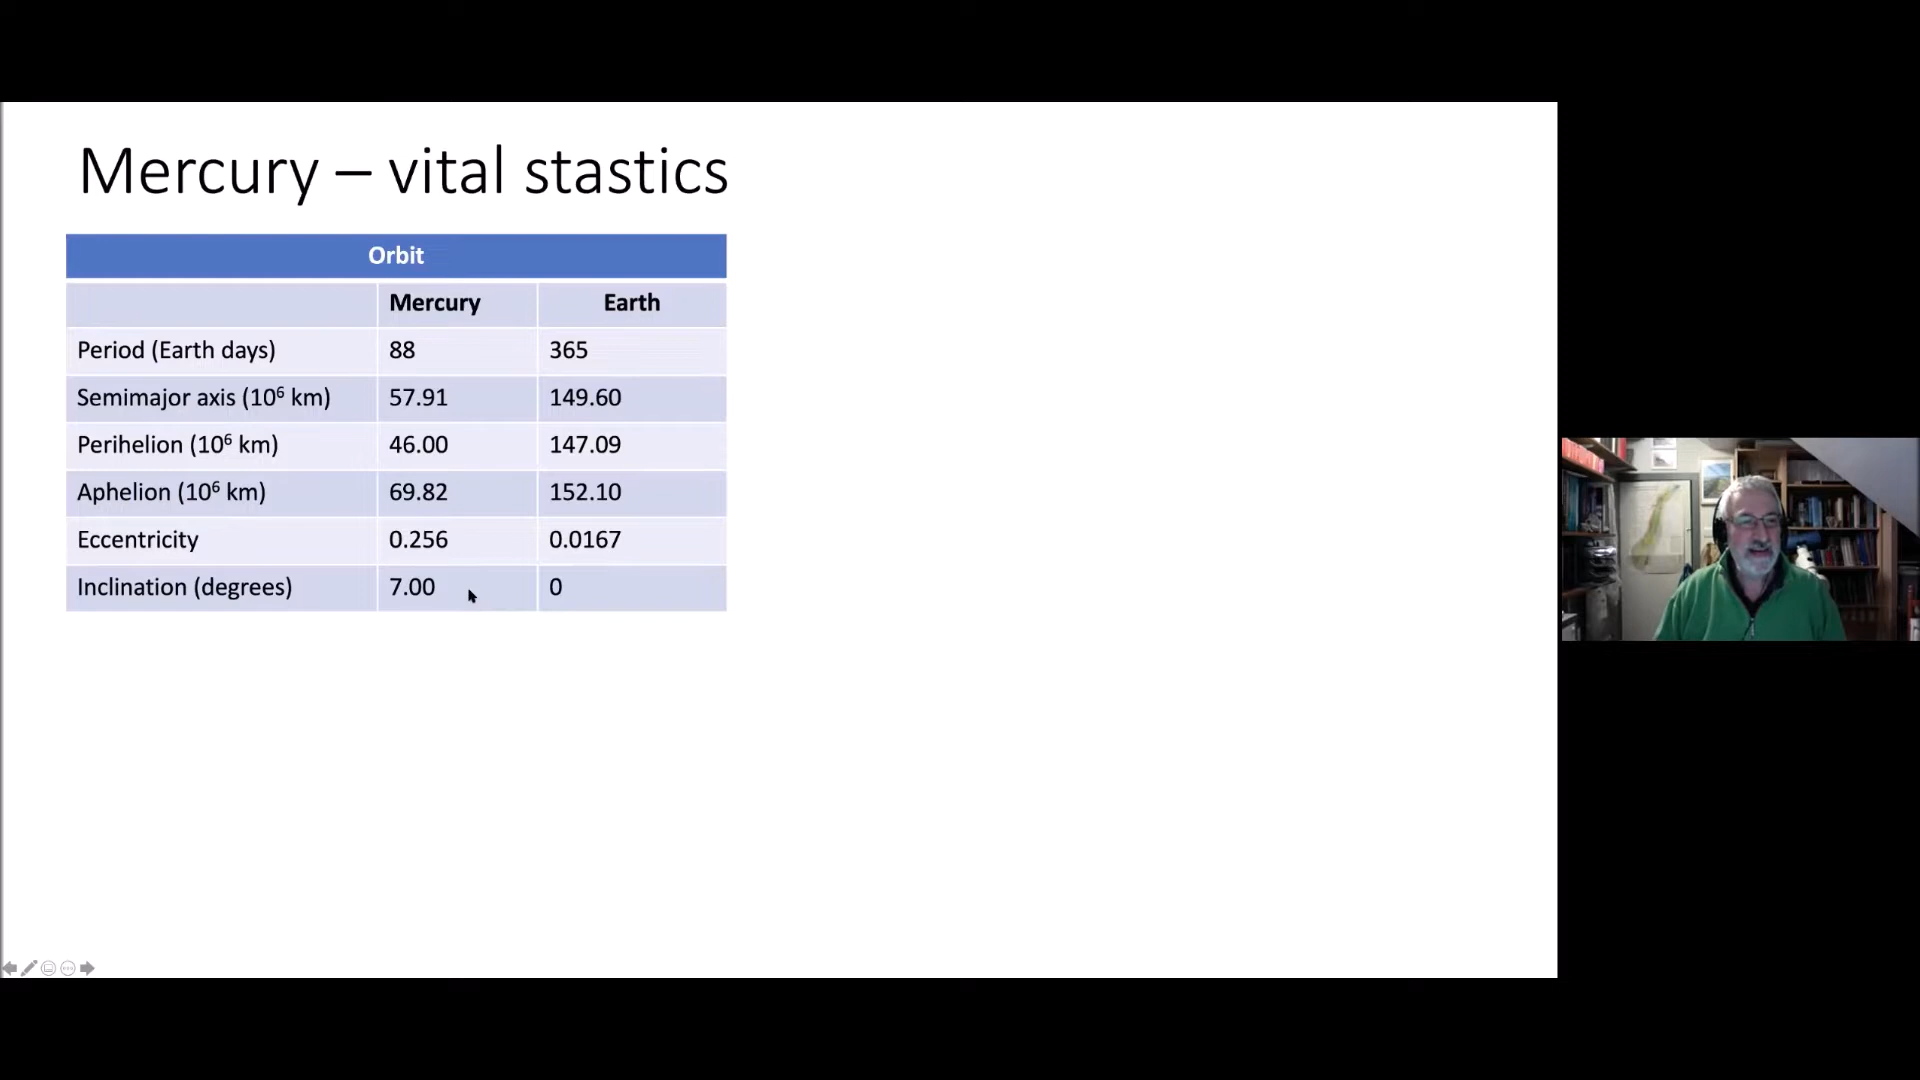 Mercury – vital stastics
Orbit
Mercury Earth
Period (Earth days) 88 365
Semimajor axis (10⁶ km) 57.91 149.60
Perihelion (10⁶ km) 46.00 147.09
Aphelion (10⁶ km) 69.82 152.10
Eccentricity 0.256 0.0167
Inclination (degrees) 7.00 0